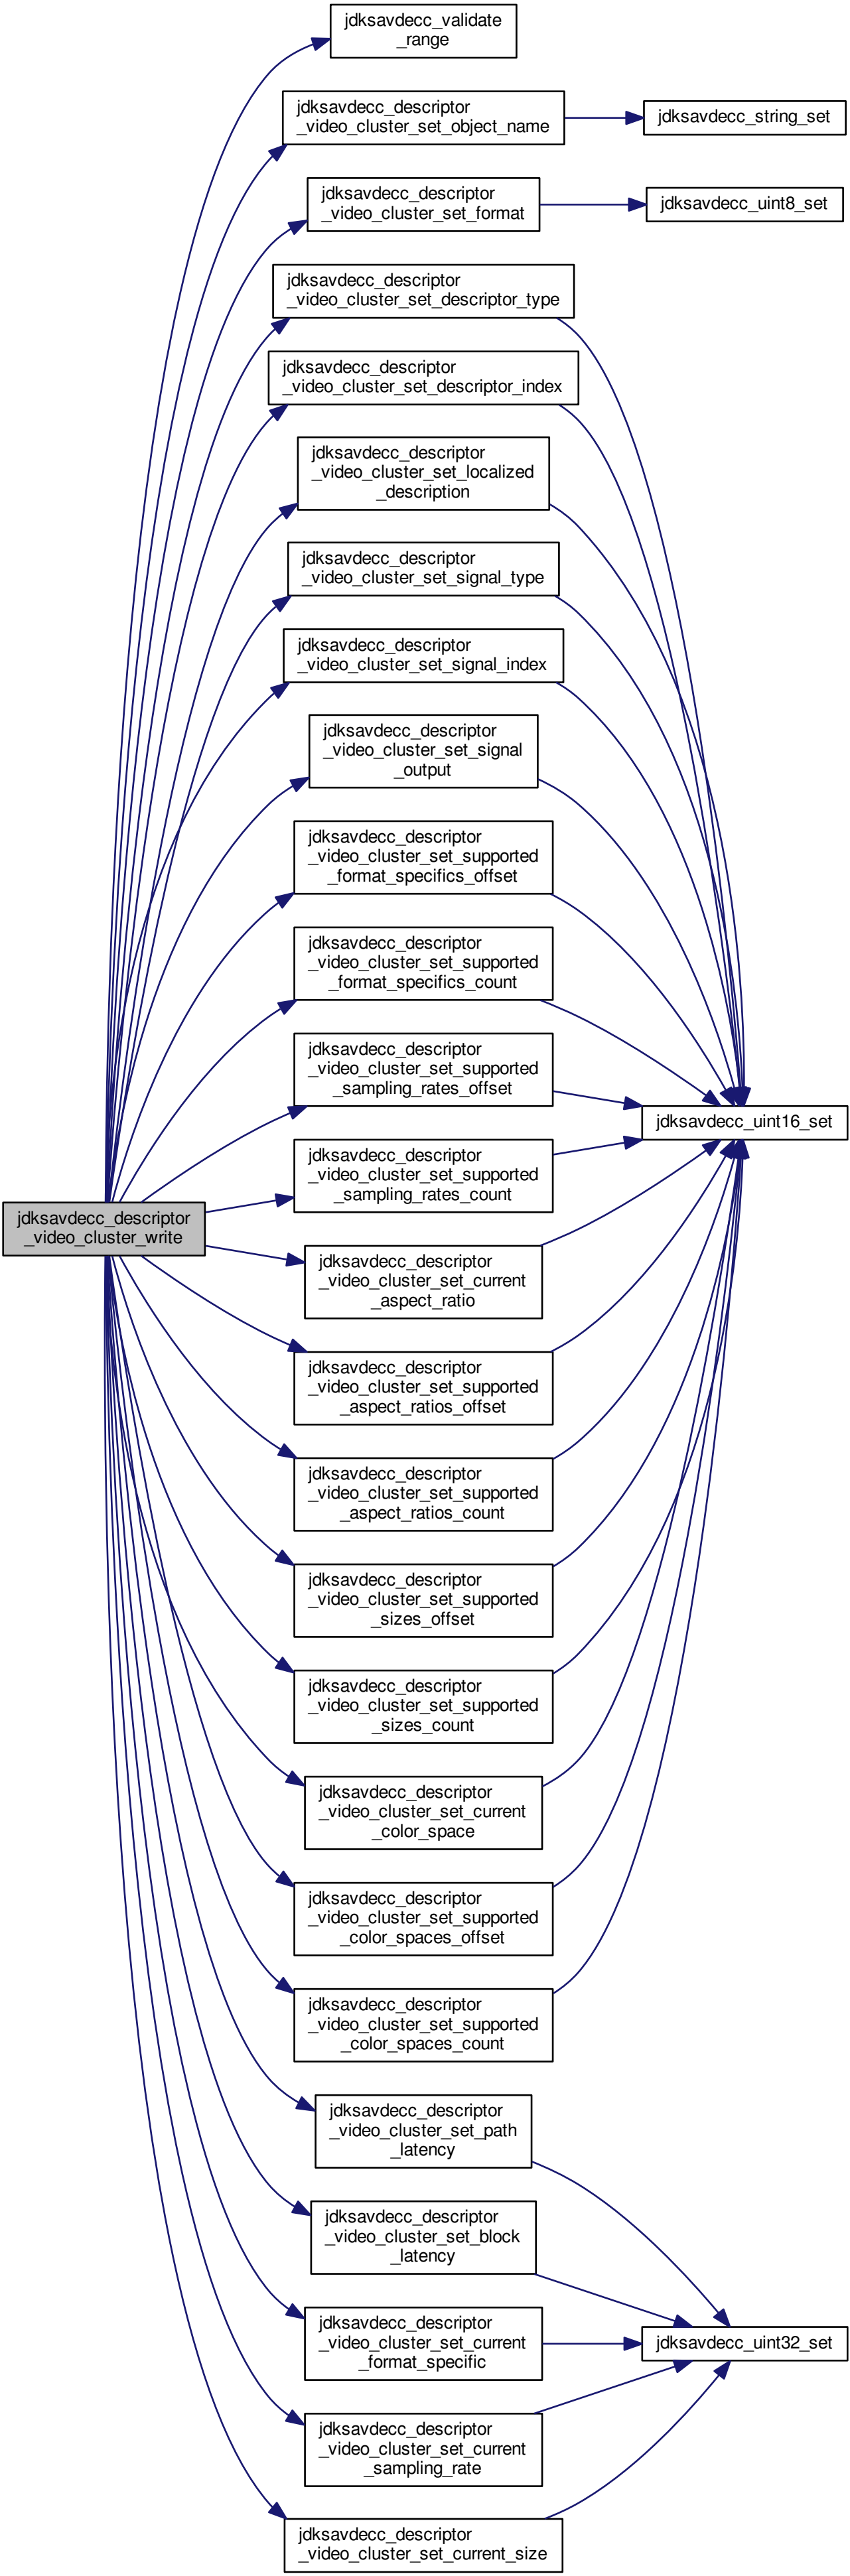 jdksavdecc_validate
_range
jdksavdecc_descriptor
_video_cluster_set_object_name
jdksavdecc_string_set
jdksavdecc_descriptor
_video_cluster_set_format
jdksavdecc_uint8_set
jdksavdecc_descriptor
_video_cluster_set_descriptor_type
jdksavdecc_descriptor
_video_cluster_set_descriptor_index
jdksavdecc_descriptor
_video_cluster_set_localized
_description
jdksavdecc_descriptor
_video_cluster_set_signal_type
jdksavdecc_descriptor
_video_cluster_set_signal_index
jdksavdecc_descriptor
_video_cluster_set_signal
_output
jdksavdecc_descriptor
_video_cluster_set_supported
_format_specifics_offset
jdksavdecc_descriptor
_video_cluster_set_supported
_format_specifics_count
jdksavdecc_descriptor
_video_cluster_set_supported
_sampling_rates_offset
jdksavdecc_uint16_set
jdksavdecc_descriptor
_video_cluster_set_supported
_sampling_rates_count
jdksavdecc_descriptor
_video_cluster_write
jdksavdecc_descriptor
_video_cluster_set_current
_aspect_ratio
jdksavdecc_descriptor
_video_cluster_set_supported
_aspect_ratios_offset
jdksavdecc_descriptor
_video_cluster_set_supported
_aspect_ratios_count
jdksavdecc_descriptor
_video_cluster_set_supported
_sizes_offset
jdksavdecc_descriptor
_video_cluster_set_supported
_sizes_count
jdksavdecc_descriptor
_video_cluster_set_current
_color_space
jdksavdecc_descriptor
_video_cluster_set_supported
_color_spaces_offset
jdksavdecc_descriptor
_video_cluster_set_supported
_color_spaces_count
jdksavdecc_descriptor
_video_cluster_set_path
_latency
jdksavdecc_descriptor
_video_cluster_set_block
_latency
jdksavdecc_descriptor
_video_cluster_set_current
_format_specific
jdksavdecc_uint32_set
jdksavdecc_descriptor
_video_cluster_set_current
_sampling_rate
jdksavdecc_descriptor
_video_cluster_set_current_size